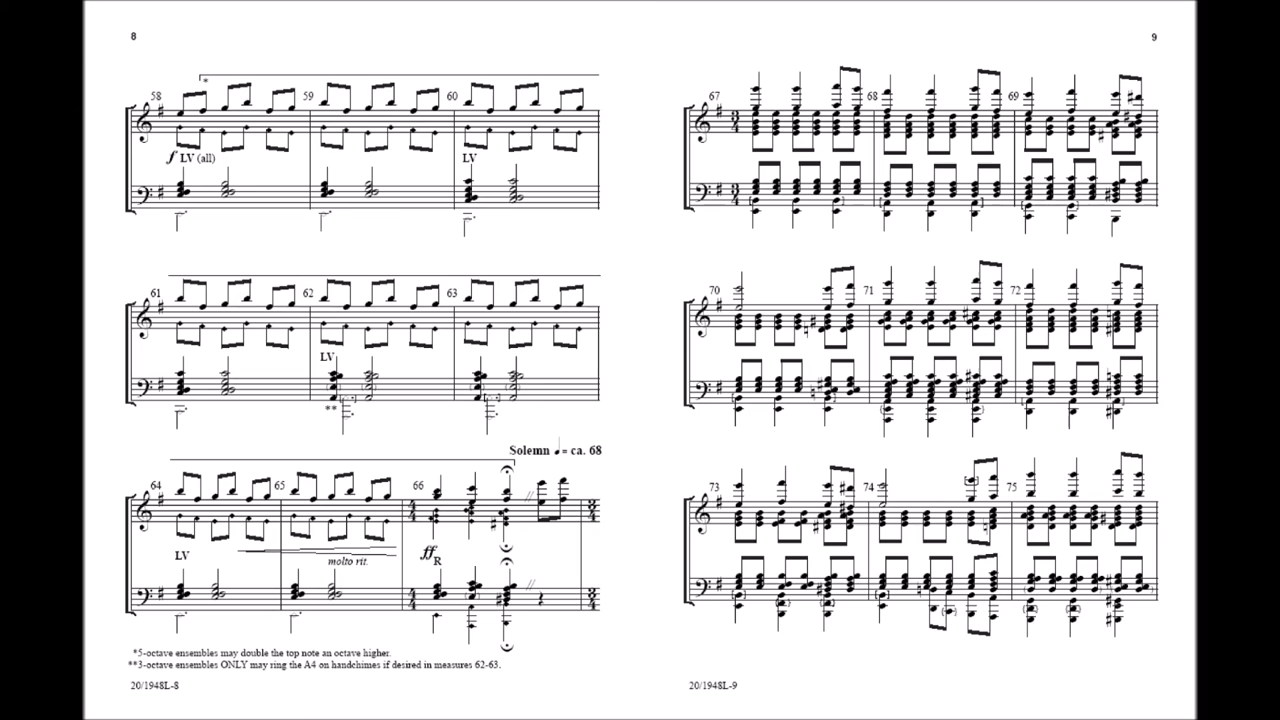 8
*
58 59 60
f LV (all) LV
61 62 63
LV
**
Solemn ♩ = ca. 68
64 65 66
LV ff R
molto rit.
*5-octave ensembles may double the top note an octave higher.
**3-octave ensembles ONLY may ring the A4 on handchimes if desired in measures 62-63.
20/1948L-8
9
67 68 69
3/4
70 71 72
73 74 75
20/1948L-9